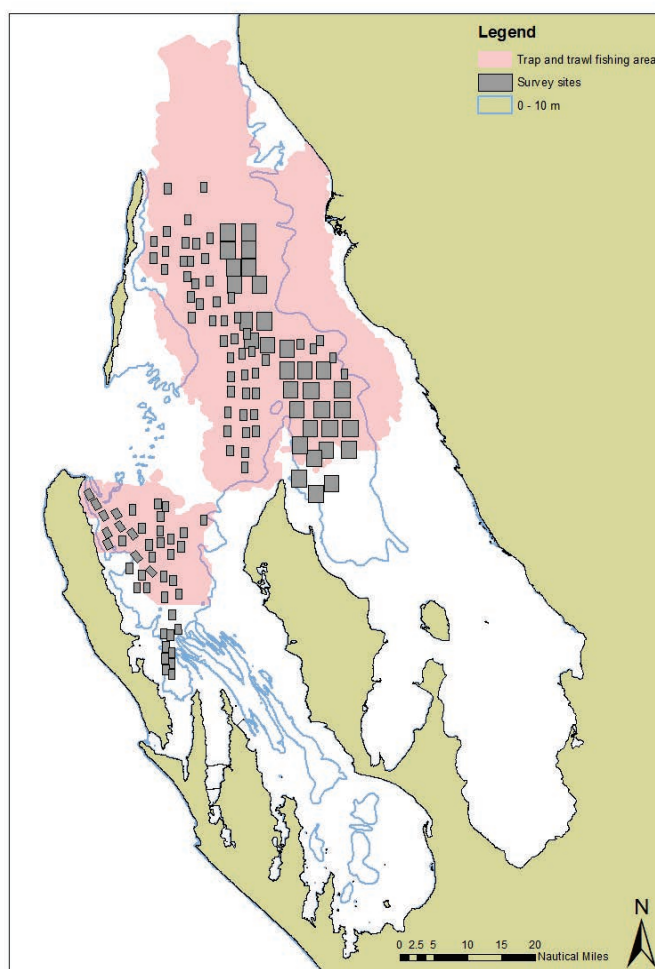 Legend
Trap and trawl fishing area
Survey sites
0 - 10 m
N
0 2.5 5 10 15 20
Nautical Miles